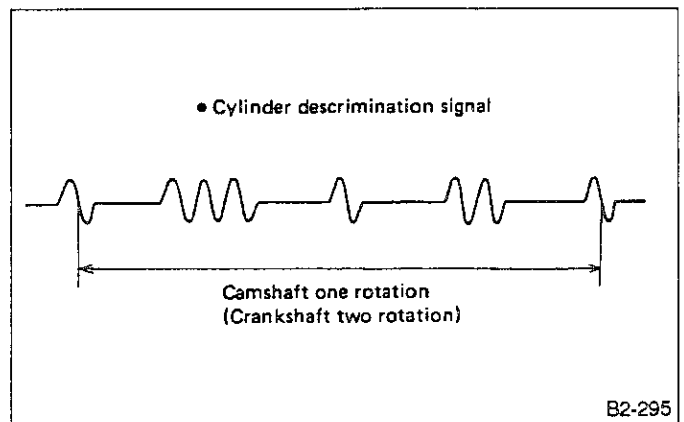 • Cylinder descrimination signal
Camshaft one rotation
(Crankshaft two rotation)
B2-295